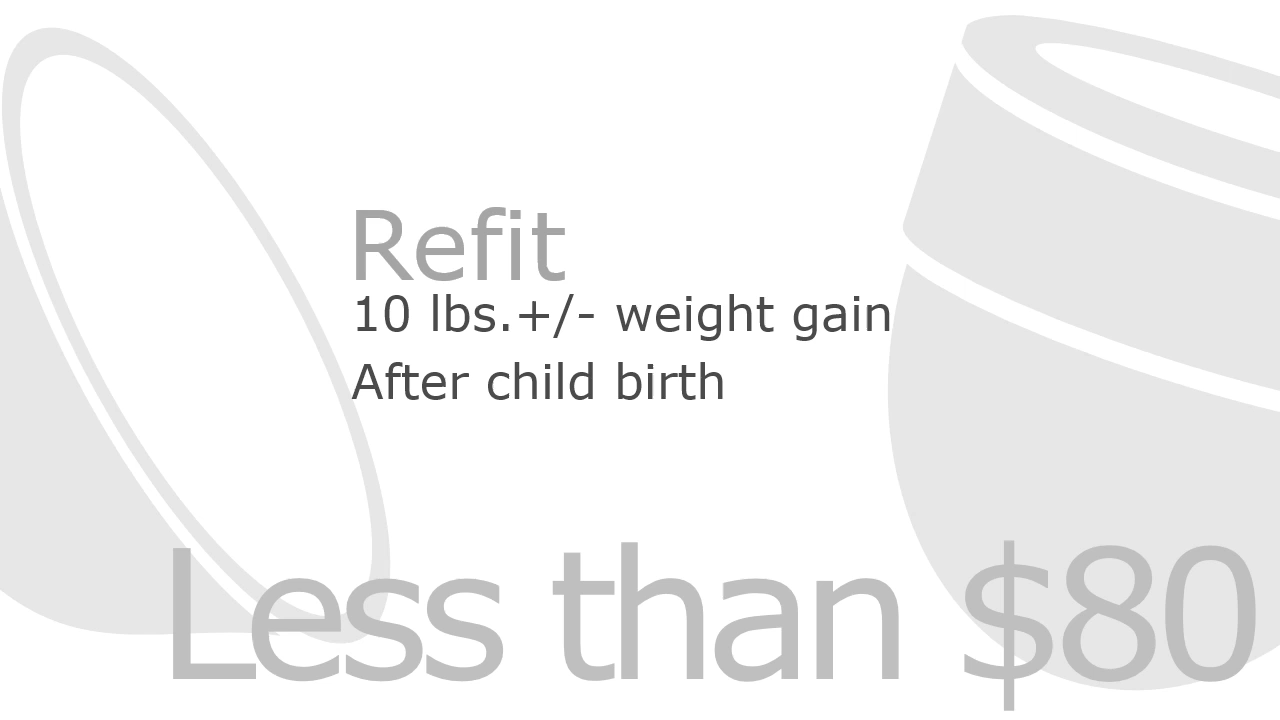 Refit
10 lbs.+/- weight gain
After child birth
Less than $80